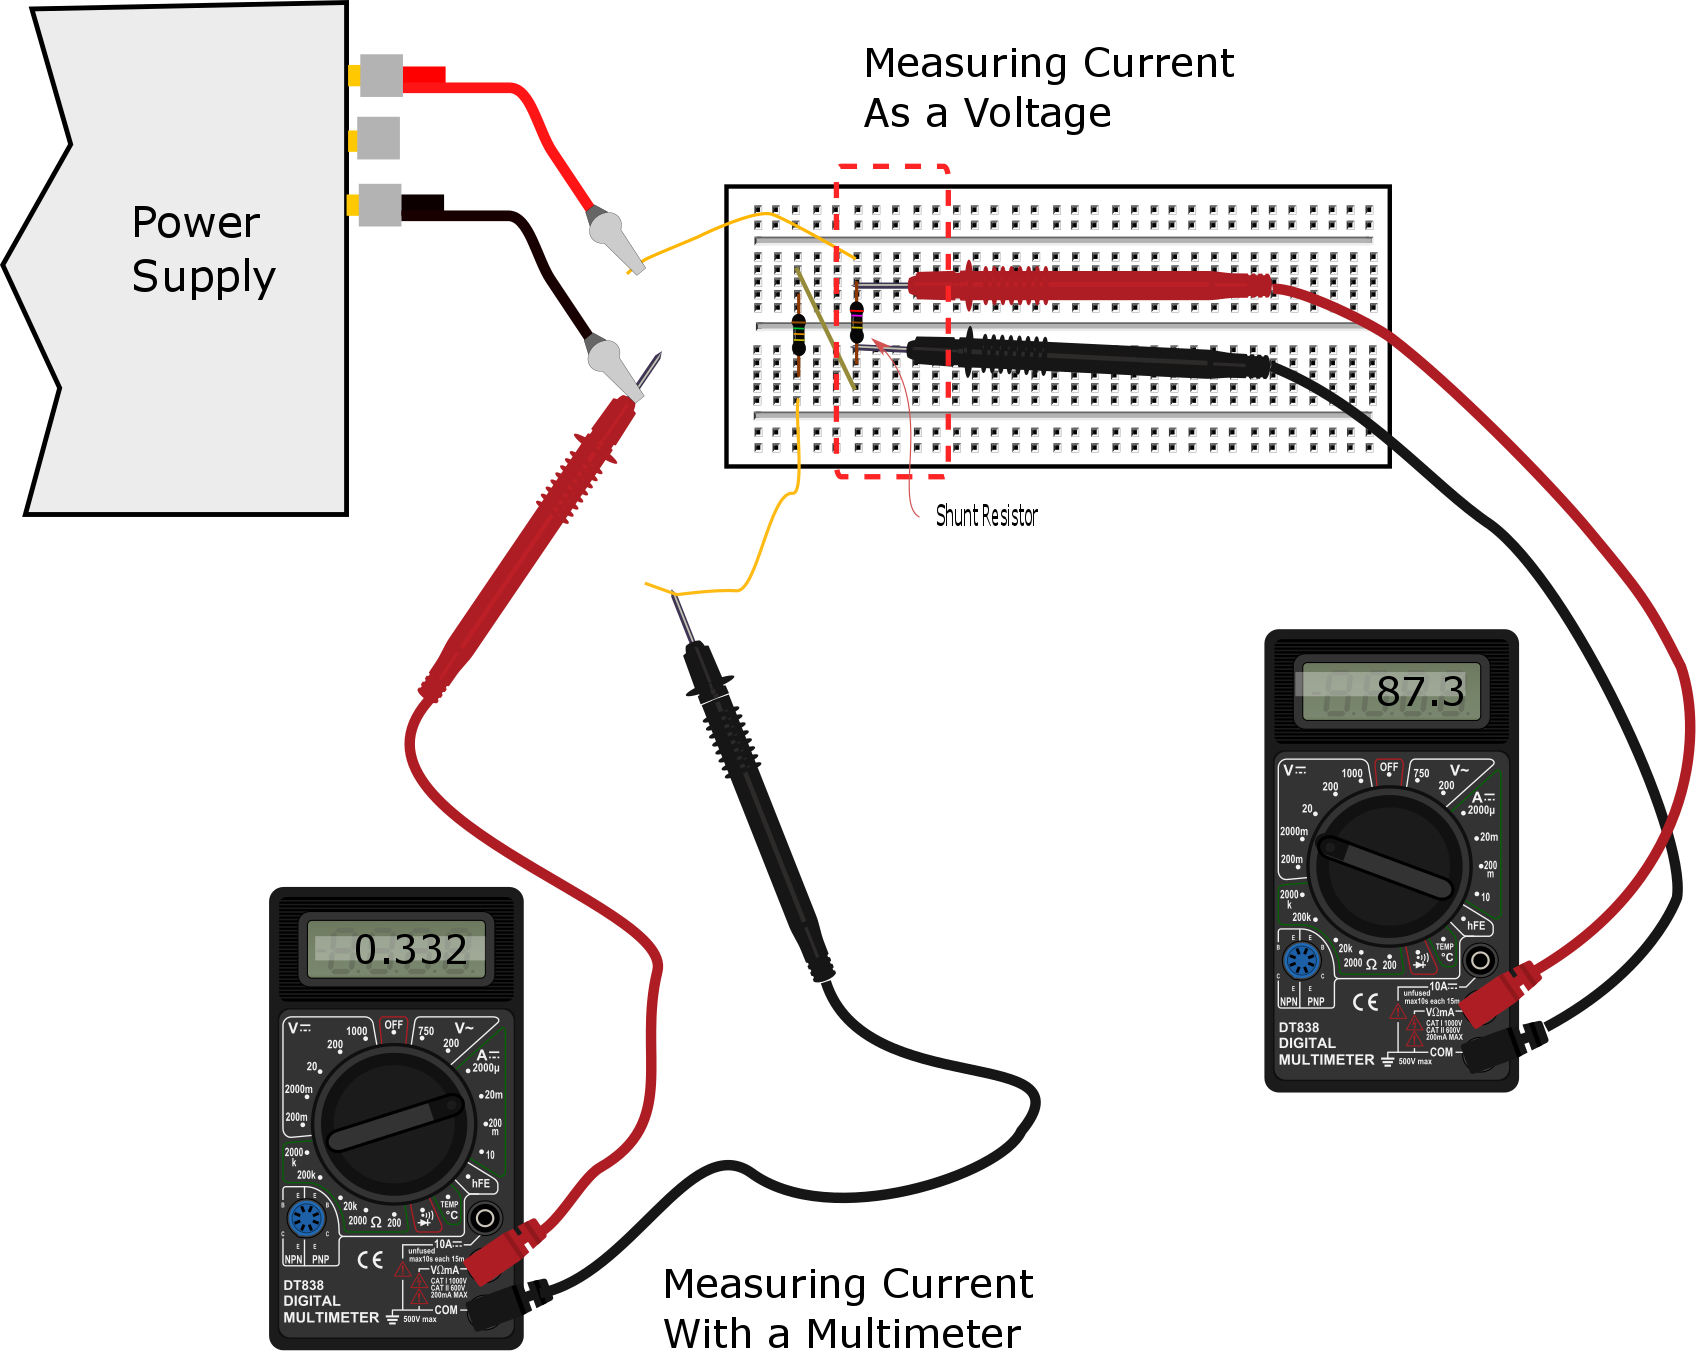 Measuring Current
As a Voltage
Power
Supply
Shunt Resistor
87.3
V⎓ 1000 OFF 750 V~
200 200 A⎓
20 2000µ
2000m 20m
200m 200
m
2000 10
k
200k hFE
20k TEMP
2000 Ω 200 °C
B E E B
C E E C
NPN PNP
CE
10A⎓
unfused
max10s each 15m
VΩmA
CAT I 1000V
CAT II 600V
200mA MAX
COM
500V max
DT838
DIGITAL
MULTIMETER
0.332
V⎓ 1000 OFF 750 V~
200 200 A⎓
20 2000µ
2000m 20m
200m 200
m
2000 10
k
200k hFE
20k TEMP
2000 Ω 200 °C
B E E B
C E E C
NPN PNP
CE
10A⎓
unfused
max10s each 15m
VΩmA
CAT I 1000V
CAT II 600V
200mA MAX
COM
500V max
DT838
DIGITAL
MULTIMETER
Measuring Current
With a Multimeter